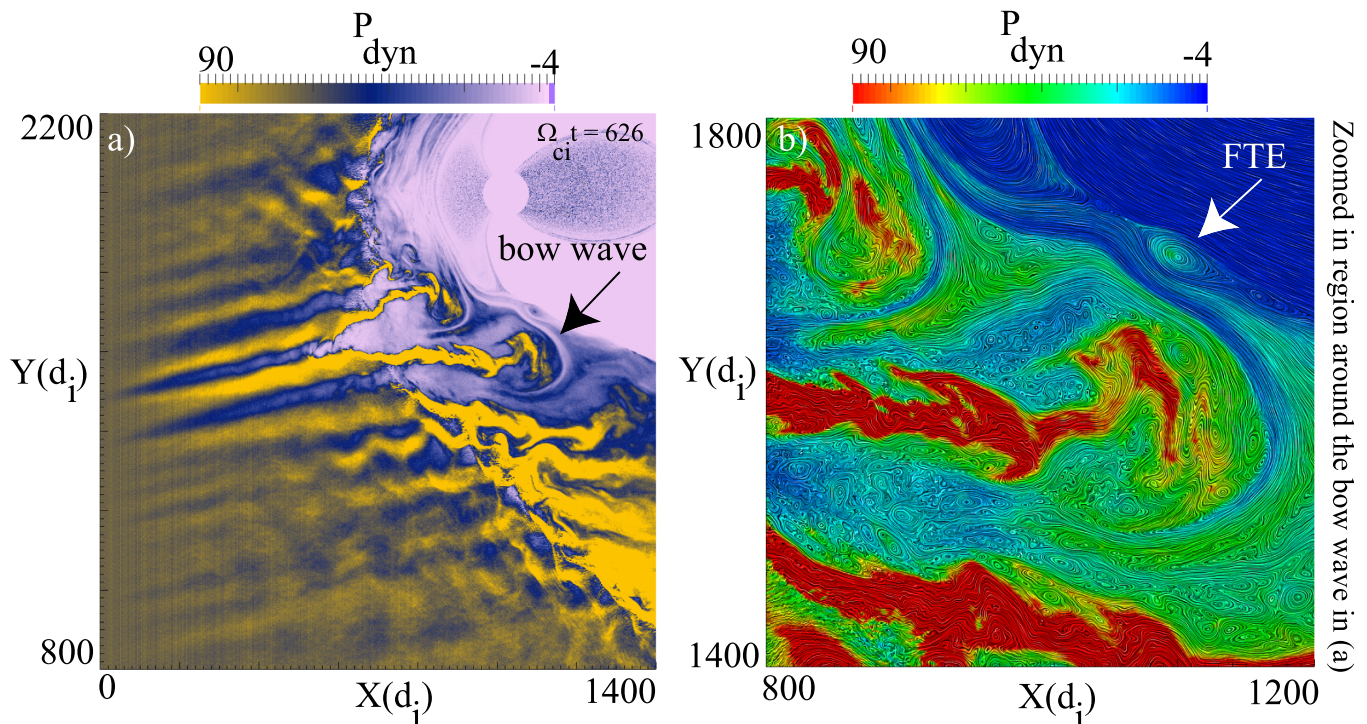 P
dyn
90
-4
2200
a)
Ω
ci
t = 626
bow wave
Y(d
i
)
800
0
1400
X(d
i
)
P
dyn
90
-4
1800
b)
FTE
Y(d
i
)
1400
800
1200
X(d
i
)
Zoomed in region around the bow wave in (a)